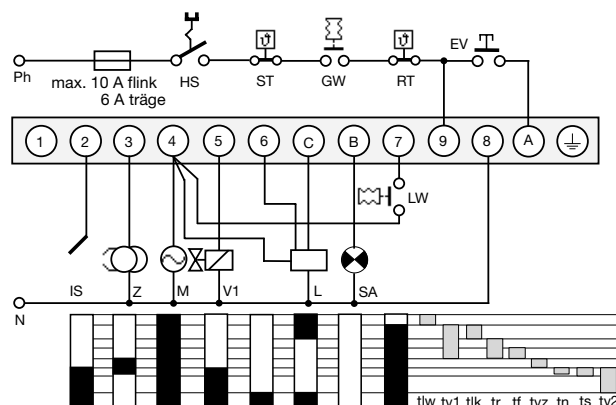 Ph max. 10 A flink HS ST GW RT EV
6 A träge
1 2 3 4 5 6 C B 7 9 8 A
LW
IS Z M V1 L SA
N
tlw tv1 tlk tr tf tvz tn ts tv2